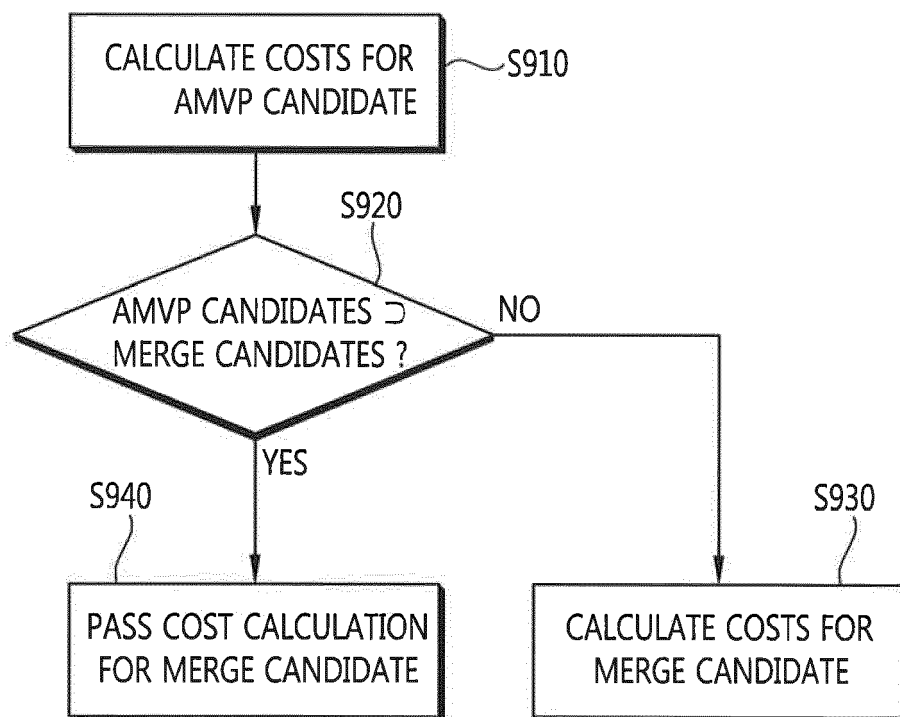 CALCULATE COSTS FOR
AMVP CANDIDATE
S910
S920
AMVP CANDIDATES ⊃
MERGE CANDIDATES ?
NO
YES
S940
S930
PASS COST CALCULATION
FOR MERGE CANDIDATE
CALCULATE COSTS FOR
MERGE CANDIDATE